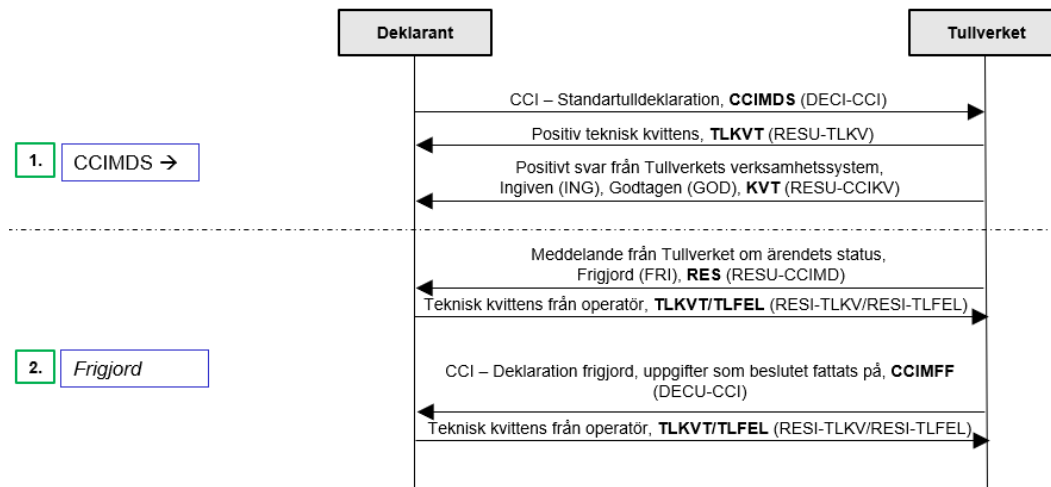 Deklarant
Tullverket
CCI – Standartulldeklaration, CCIMDS (DECI-CCI)
Positiv teknisk kvittens, TLKVT (RESU-TLKV)
1.
CCIMDS →
Positivt svar från Tullverkets verksamhetssystem,
Ingiven (ING), Godtagen (GOD), KVT (RESU-CCIKV)
Meddelande från Tullverket om ärendets status,
Frigjord (FRI), RES (RESU-CCIMD)
Teknisk kvittens från operatör, TLKVT/TLFEL (RESI-TLKV/RESI-TLFEL)
2.
Frigjord
CCI – Deklaration frigjord, uppgifter som beslutet fattats på, CCIMFF
(DECU-CCI)
Teknisk kvittens från operatör, TLKVT/TLFEL (RESI-TLKV/RESI-TLFEL)